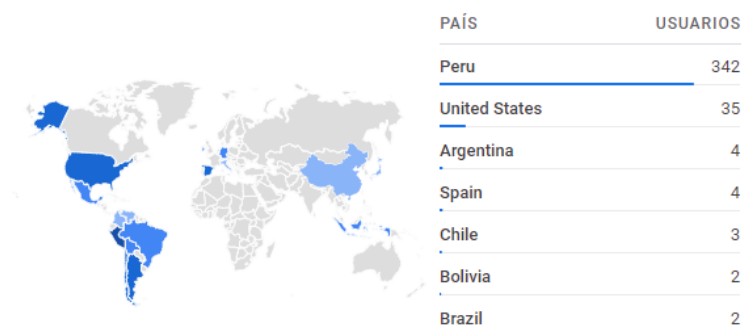 PAÍS USUARIOS
Peru 342
United States 35
Argentina 4
Spain 4
Chile 3
Bolivia 2
Brazil 2